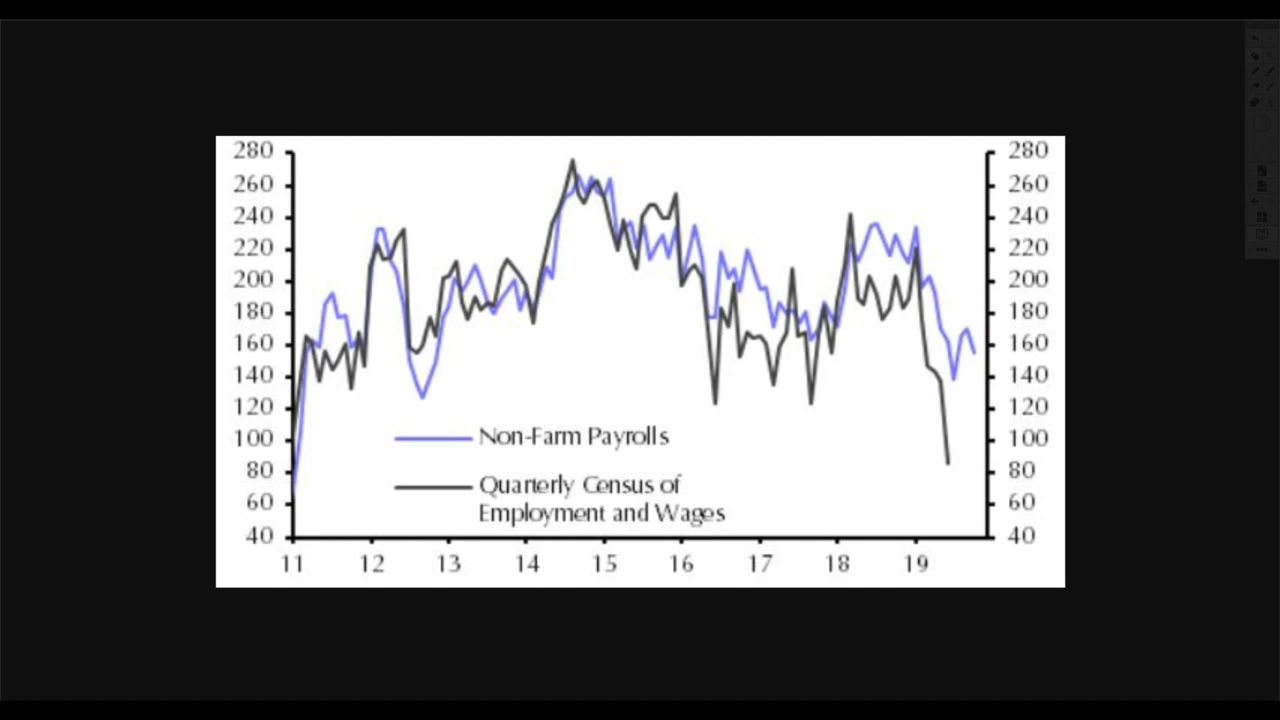 280 280
260 260
240 240
220 220
200 200
180 180
160 160
140 140
120 120
100 Non-Farm Payrolls 100
80 Quarterly Census of 80
60 Employment and Wages 60
40 40
11 12 13 14 15 16 17 18 19